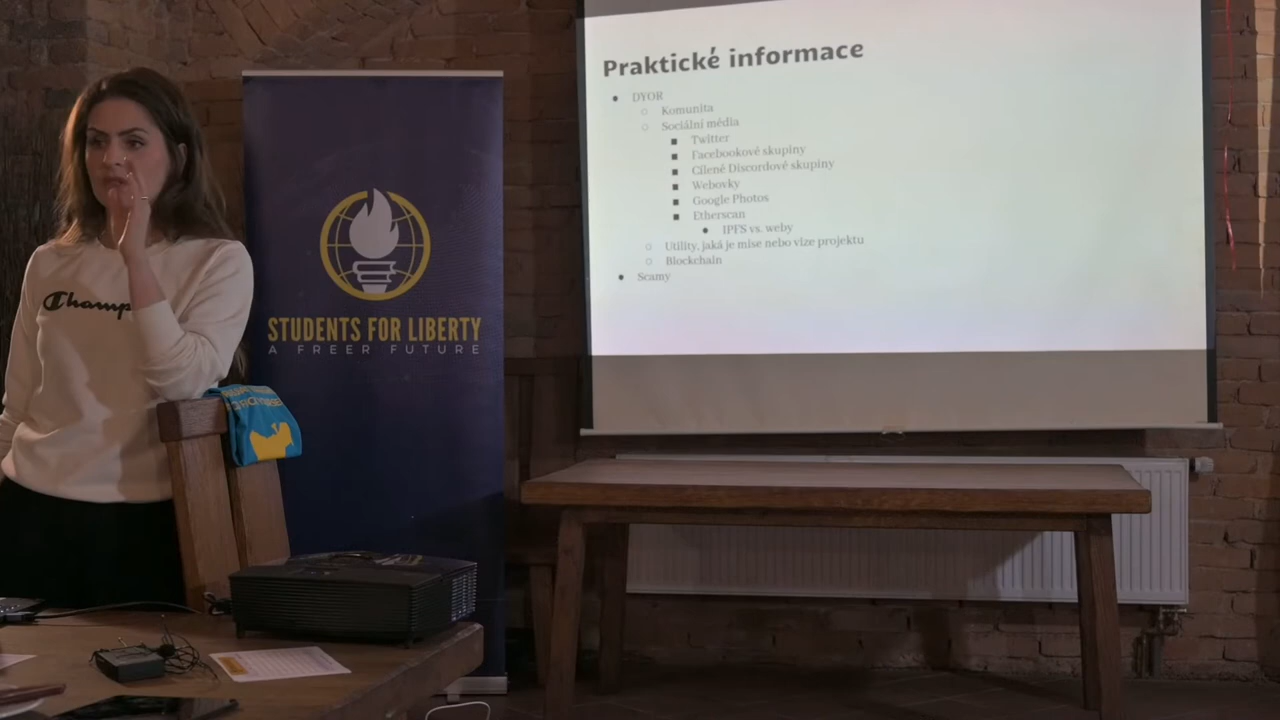 Praktické informace
DYOR
Komunita
Sociální média
Twitter
Facebookové skupiny
Cílené Discordové skupiny
Webovky
Google Photos
Etherscan
IPFS vs. weby
Utility, jaká je mise nebo vize projektu
Blockchain
Scamy
STUDENTS FOR LIBERTY
A FREER FUTURE
Champ